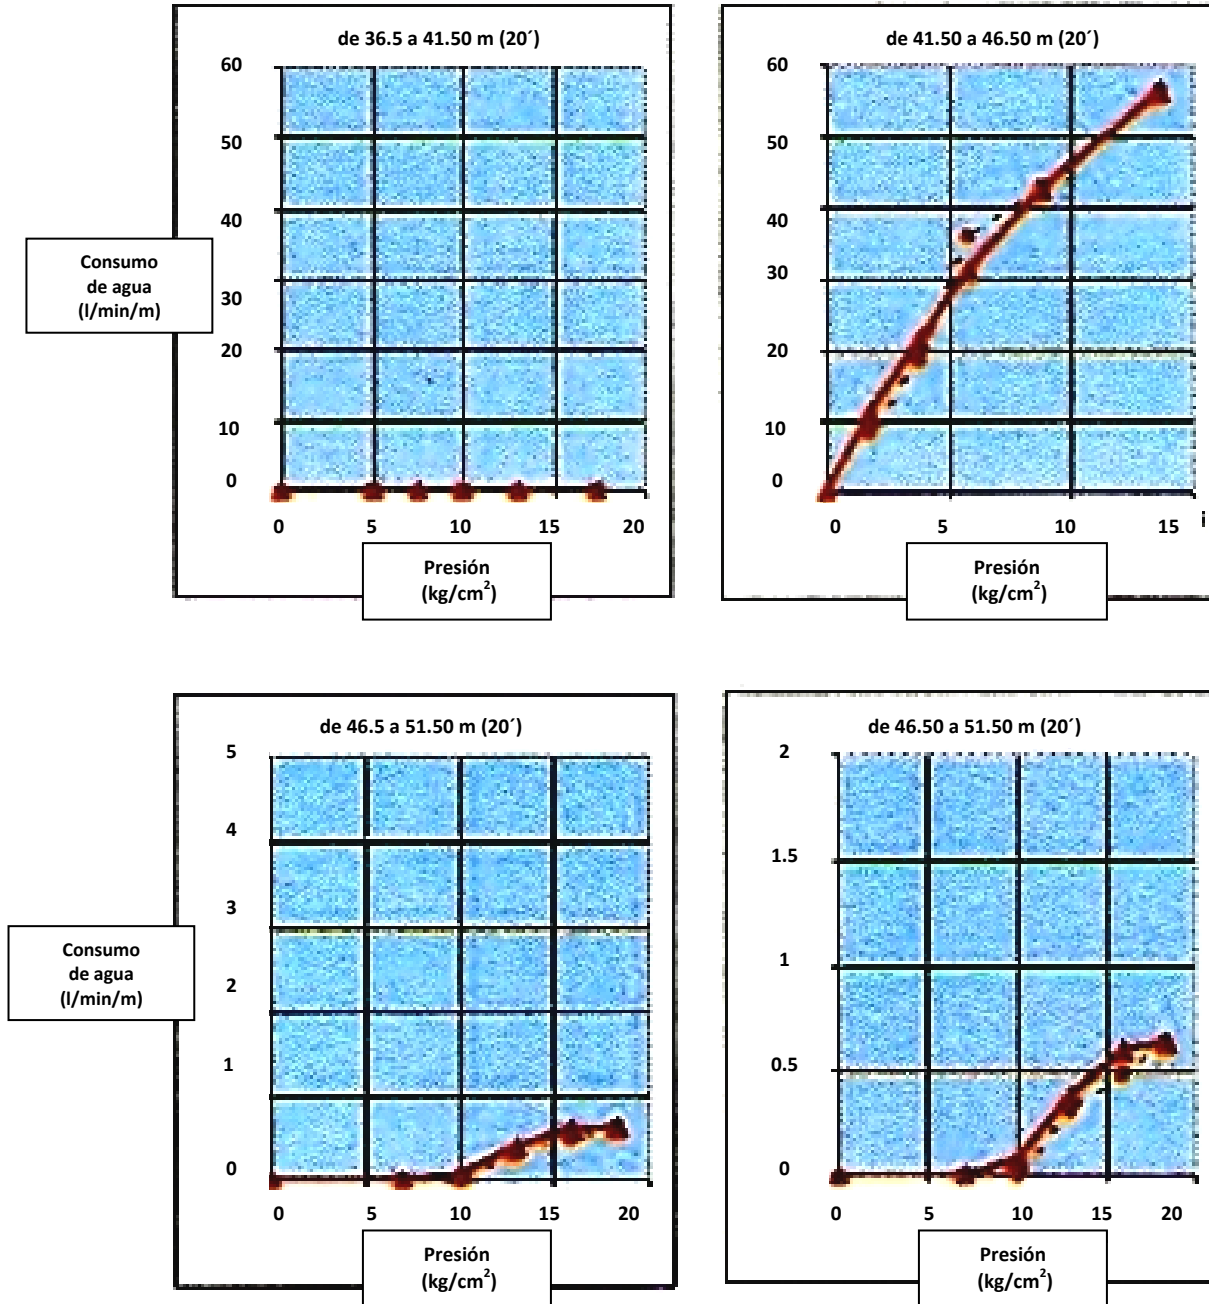 de 36.5 a 41.50 m (20´)
60
50
40
30
20
10
0
0 5 10 15 20
Consumo
de agua
(l/min/m)
Presión
(kg/cm²)
de 41.50 a 46.50 m (20´)
60
50
40
30
20
10
0
0 5 10 15 i
Presión
(kg/cm²)
de 46.5 a 51.50 m (20´)
5
4
3
2
1
0
0 5 10 15 20
Consumo
de agua
(l/min/m)
Presión
(kg/cm²)
de 46.50 a 51.50 m (20´)
2
1.5
1
0.5
0
0 5 10 15 20
Presión
(kg/cm²)